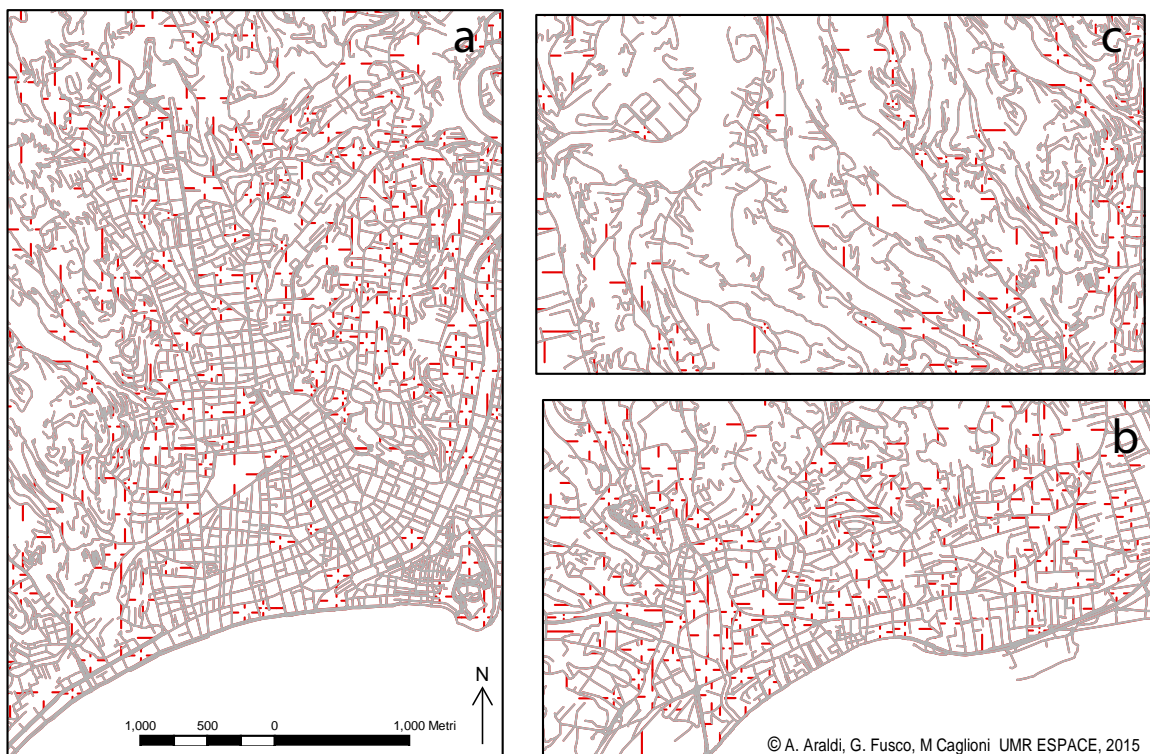 a
c
b
N
1,000 500 0 1,000 Metri
© A. Araldi, G. Fusco, M Caglioni UMR ESPACE, 2015